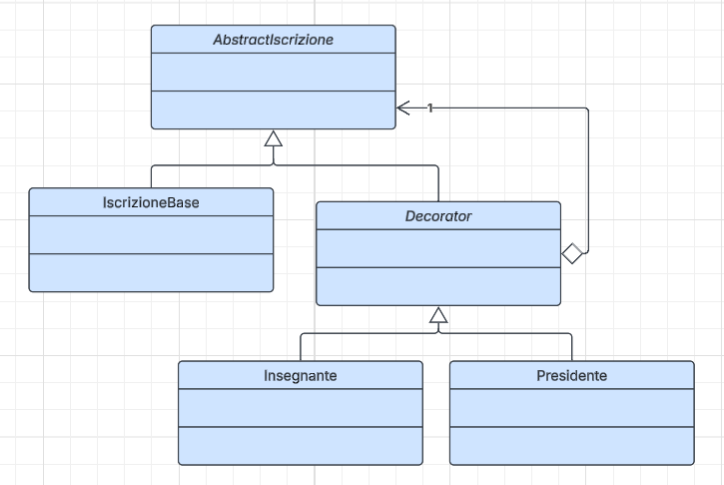 AbstractIscrizione
1
IscrizioneBase
Decorator
Insegnante
Presidente